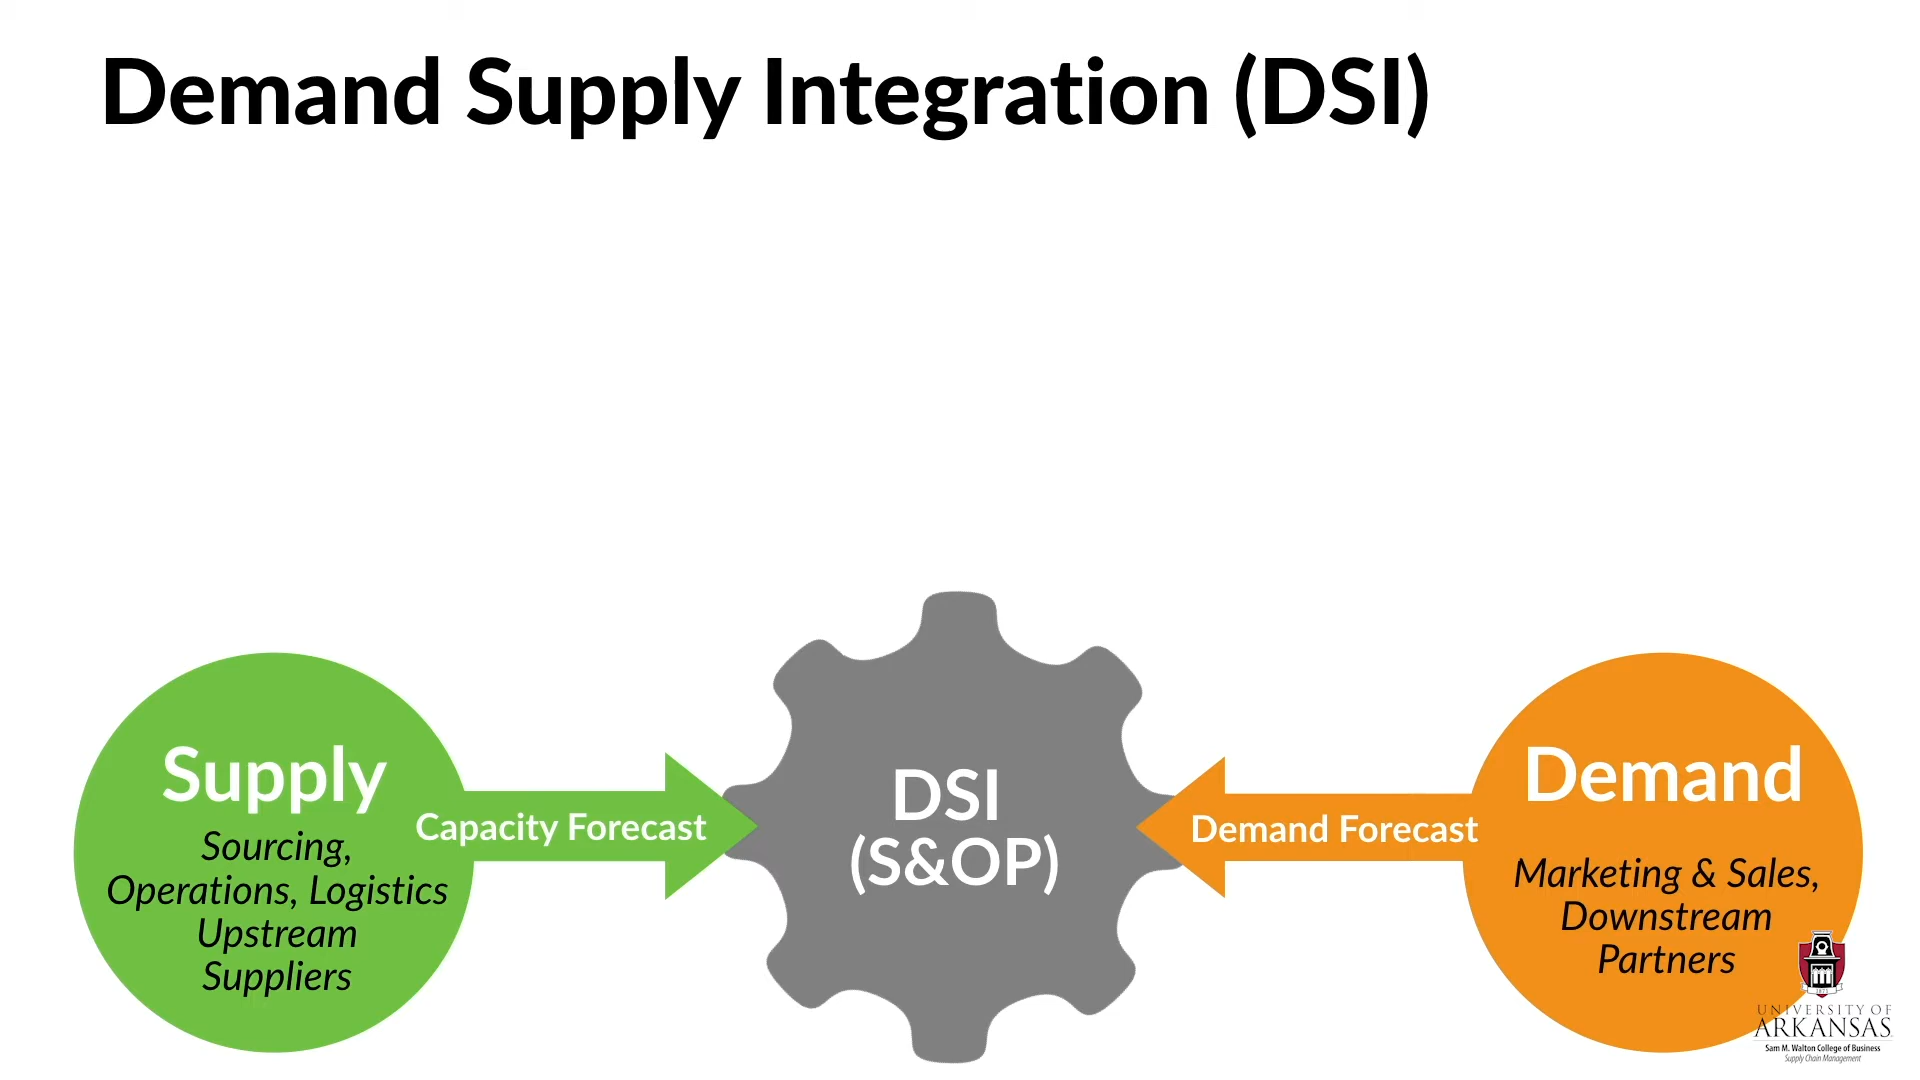 Demand Supply Integration (DSI)
Supply
Sourcing,
Operations, Logistics
Upstream
Suppliers
Capacity Forecast
DSI
(S&OP)
Demand Forecast
Demand
Marketing & Sales,
Downstream
Partners
1871
UNIVERSITY OF
ARKANSAS
Sam M. Walton College of Business
Supply Chain Management